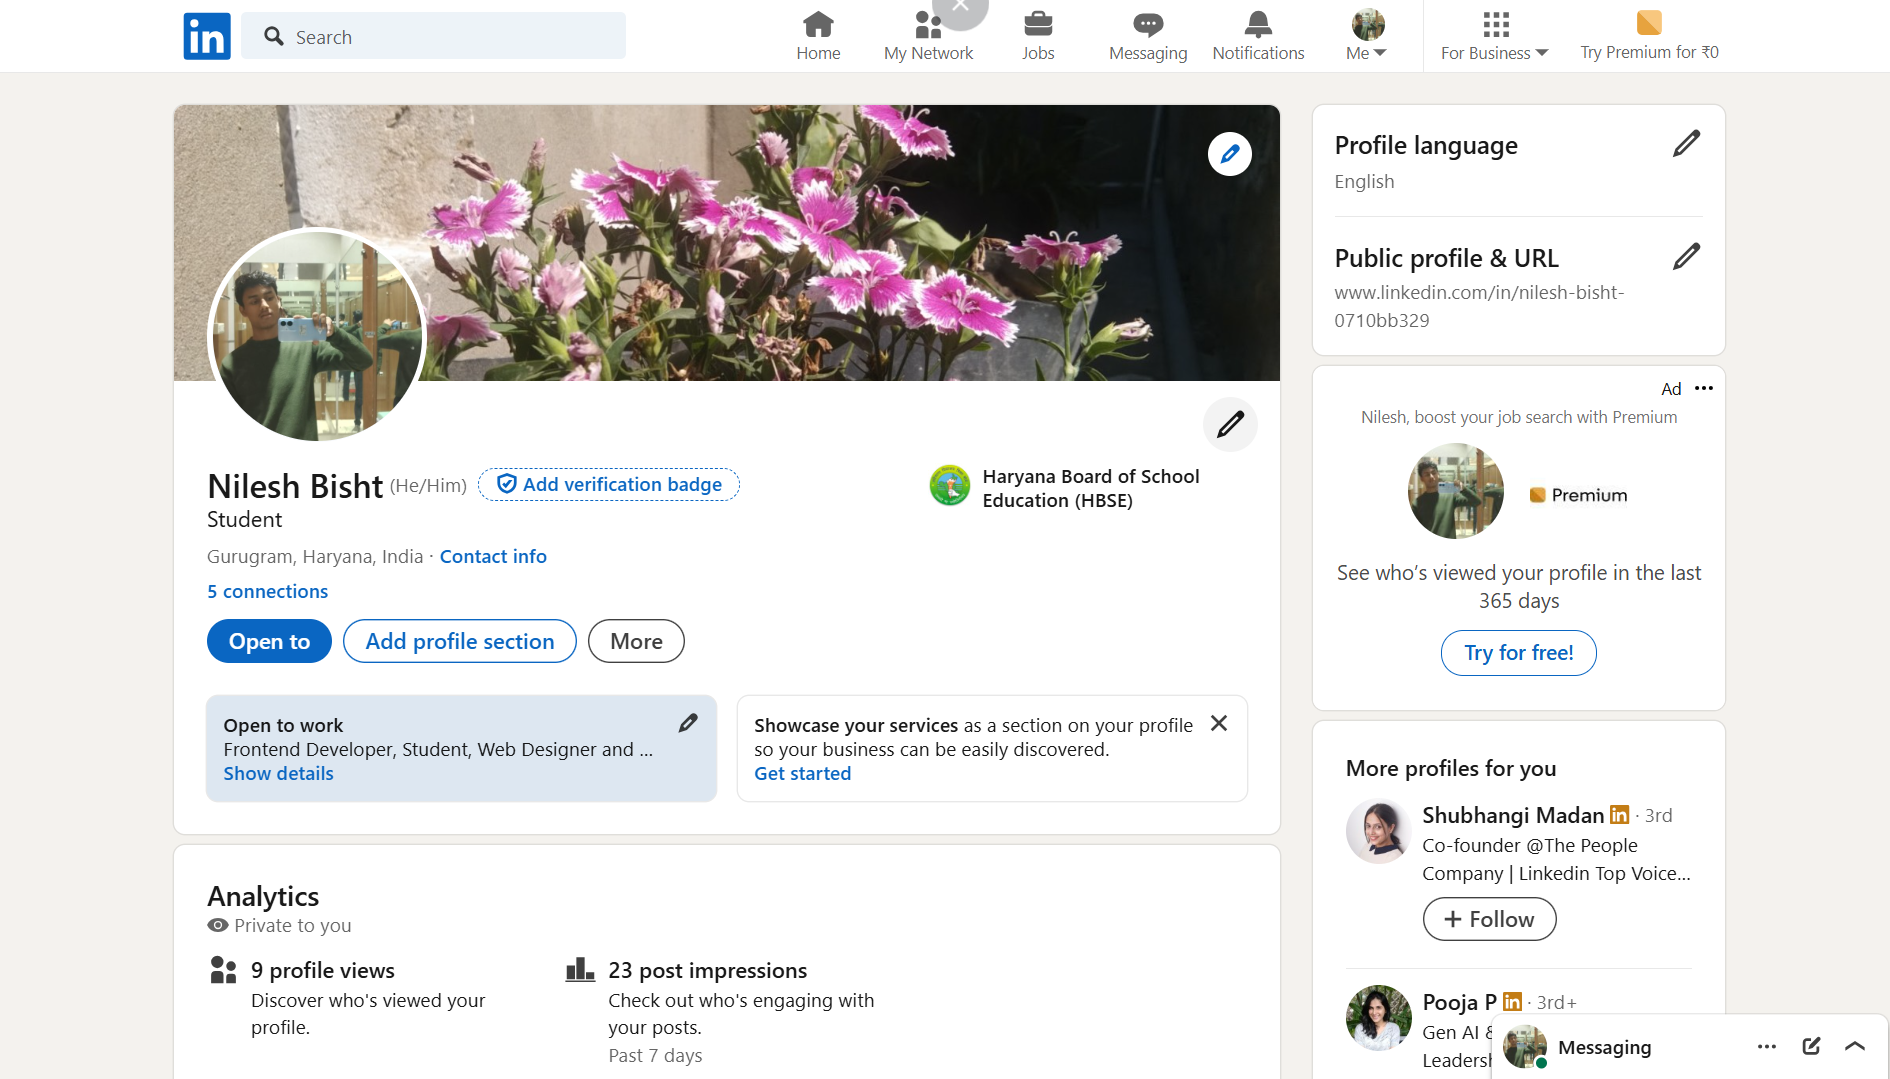 in
Search
Home
My Network
Jobs
Messaging
Notifications
Me
For Business
Try Premium for ₹0
Nilesh Bisht (He/Him) Add verification badge
Student
Gurugram, Haryana, India · Contact info
5 connections
Haryana Board of School
Education (HBSE)
Open to
Add profile section
More
Open to work
Frontend Developer, Student, Web Designer and ...
Show details
Showcase your services as a section on your profile
so your business can be easily discovered.
Get started
Analytics
Private to you
9 profile views
Discover who's viewed your
profile.
23 post impressions
Check out who's engaging with
your posts.
Past 7 days
Profile language
English
Public profile & URL
www.linkedin.com/in/nilesh-bisht-
0710bb329
Ad
Nilesh, boost your job search with Premium
Premium
See who’s viewed your profile in the last
365 days
Try for free!
More profiles for you
Shubhangi Madan in · 3rd
Co-founder @The People
Company | Linkedin Top Voice...
+ Follow
Pooja P in · 3rd+
Gen AI &
Leadersh
Messaging